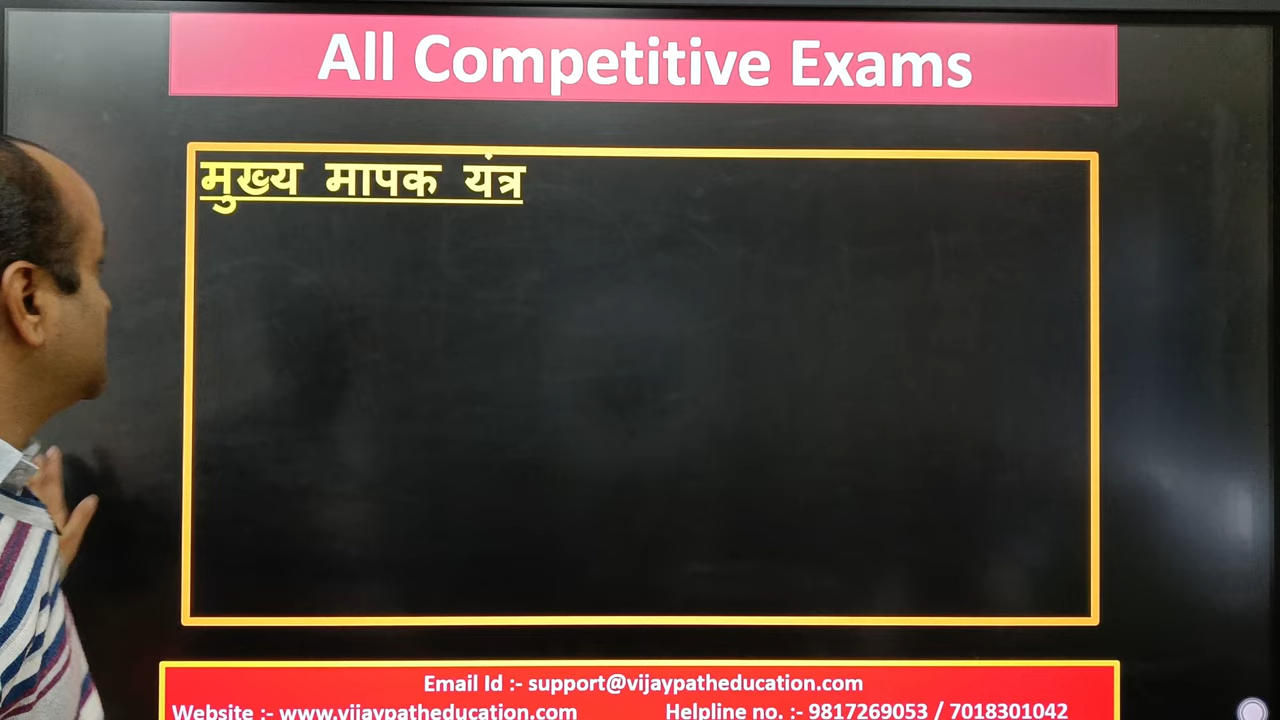 All Competitive Exams
मुख्य मापक यंत्र
Email Id :- support@vijaypatheducation.com
Website :- www.vijaypatheducation.com Helpline no. :- 9817269053 / 7018301042